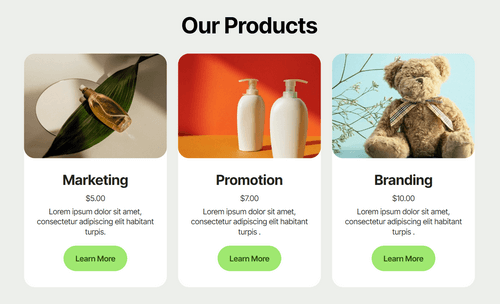 Our Products
Marketing
$5.00
Lorem ipsum dolor sit amet,
consectetur adipiscing elit habitant
turpis.
Learn More
Promotion
$7.00
Lorem ipsum dolor sit amet,
consectetur adipiscing elit habitant
turpis .
Learn More
Branding
$10.00
Lorem ipsum dolor sit amet,
consectetur adipiscing elit habitant
turpis .
Learn More